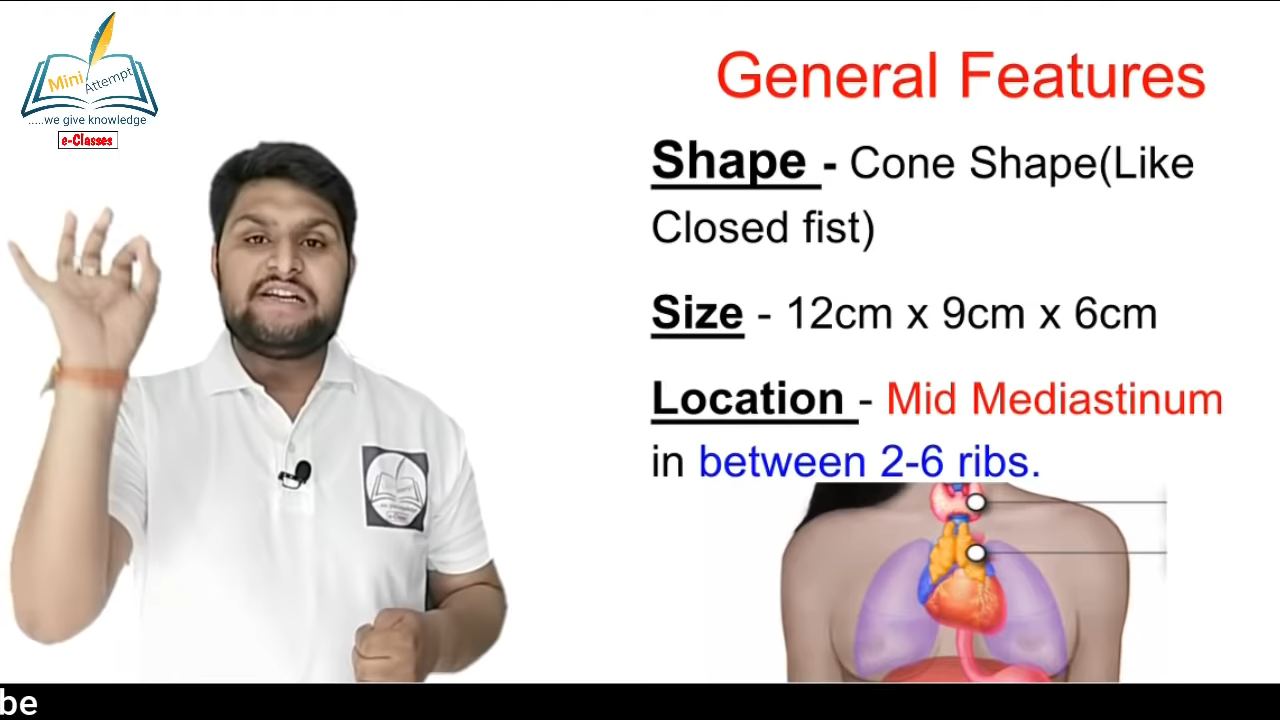 Mini Attempt
.....we give knowledge
e-Classes
General Features
Shape - Cone Shape(Like
Closed fist)
Size - 12cm x 9cm x 6cm
Location - Mid Mediastinum
in between 2-6 ribs.
be